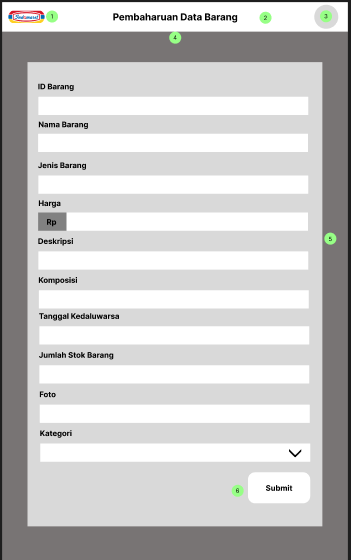 Indomaret
1
Pembaharuan Data Barang
2
3
4
ID Barang
Nama Barang
Jenis Barang
Harga
Rp
5
Deskripsi
Komposisi
Tanggal Kedaluwarsa
Jumlah Stok Barang
Foto
Kategori
6
Submit